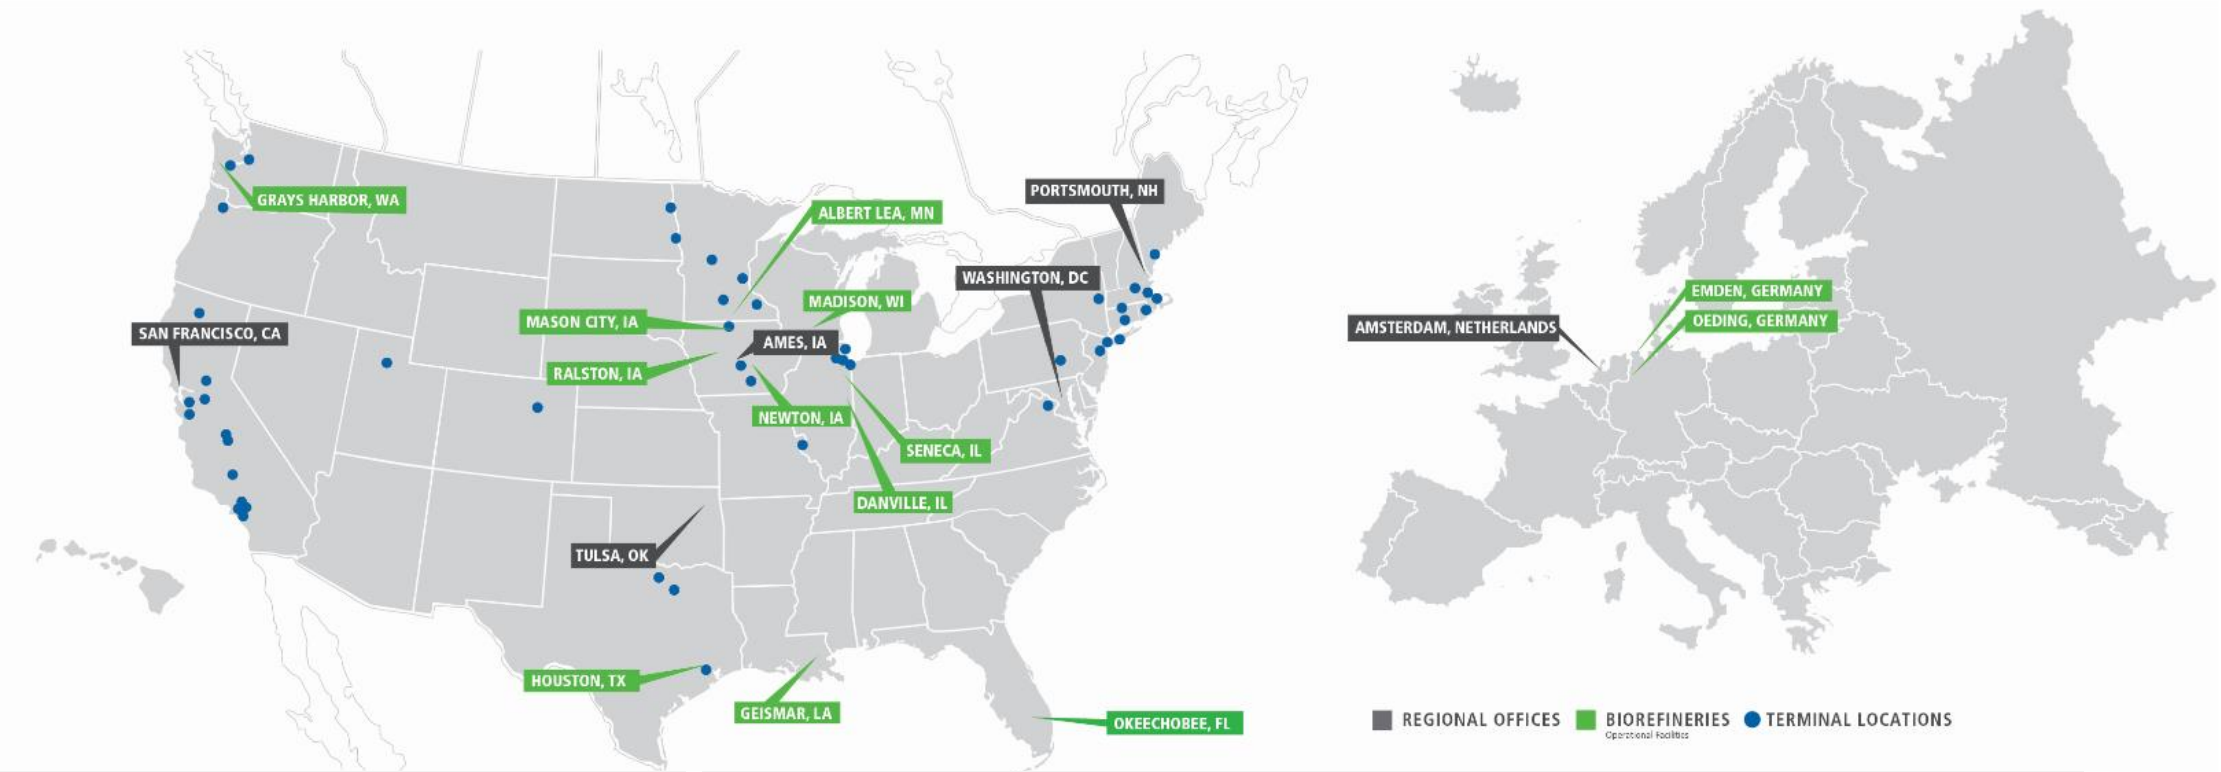 PORTSMOUTH, NH
GRAYS HARBOR, WA
ALBERT LEA, MN
WASHINGTON, DC
MADISON, WI
MASON CITY, IA
SAN FRANCISCO, CA
AMES, IA
RALSTON, IA
NEWTON, IA
SENECA, IL
DANVILLE, IL
TULSA, OK
HOUSTON, TX
GEISMAR, LA
OKEECHOBEE, FL
EMDEN, GERMANY
OEDING, GERMANY
AMSTERDAM, NETHERLANDS
REGIONAL OFFICES
BIOREFINERIES
Operational Facilities
TERMINAL LOCATIONS